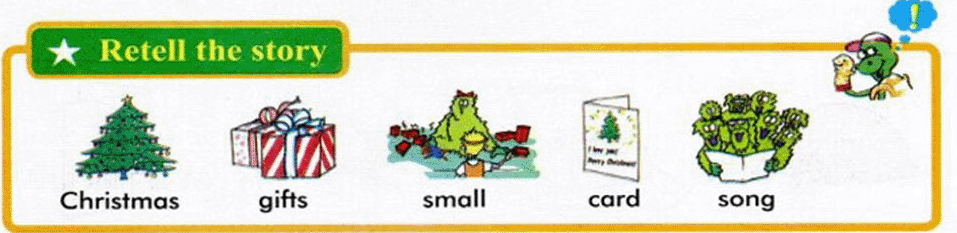 !
Retell the story
I love you!
Merry Christmas!
Christmas gifts small card song